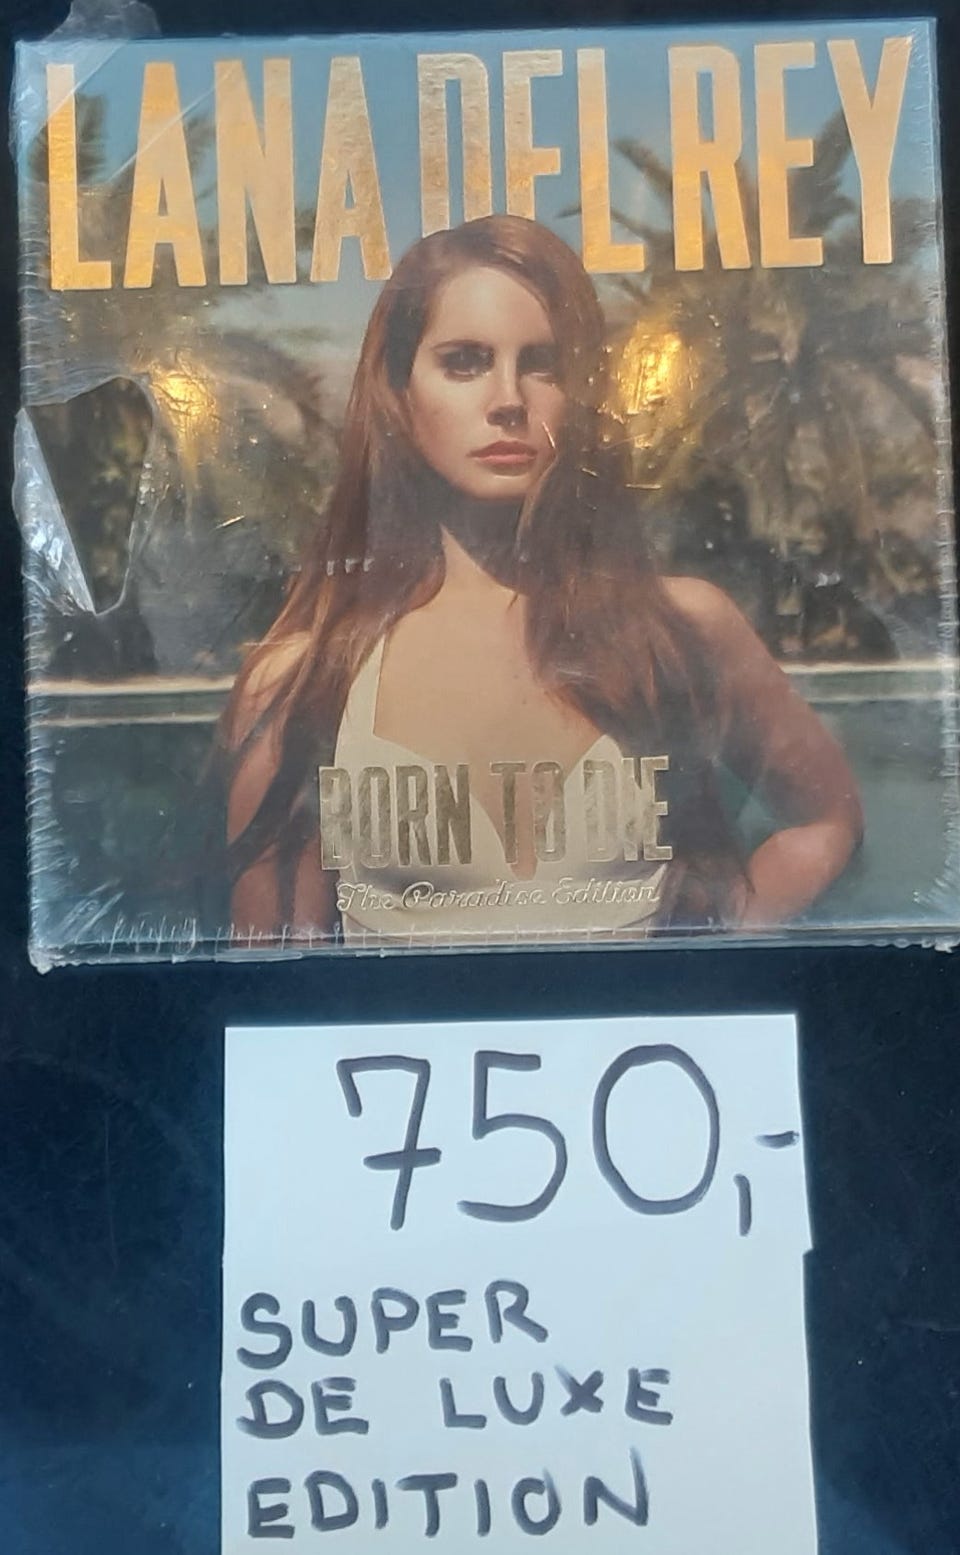 LANA DEL REY
BORN TO DIE
The Paradise Edition
750,-
SUPER
DE LUXE
EDITION